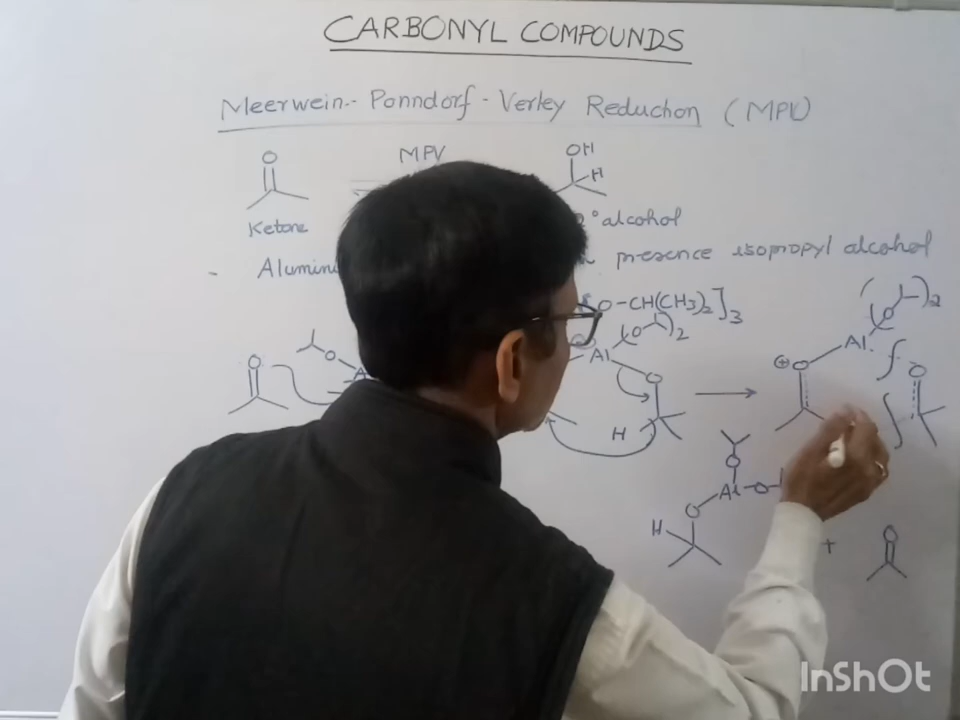 CARBONYL COMPOUNDS
Meerwein-Ponndorf-Verley Reduction (MPV)
O MPV OH
H
Ketone °alcohol
- presence isopropyl alcohol
O-CH(CH3)2]3
O Al (O )2
O O
H
⊕ O Al. ( O )2
O
O
Al O
O
H
+ O
InShOt